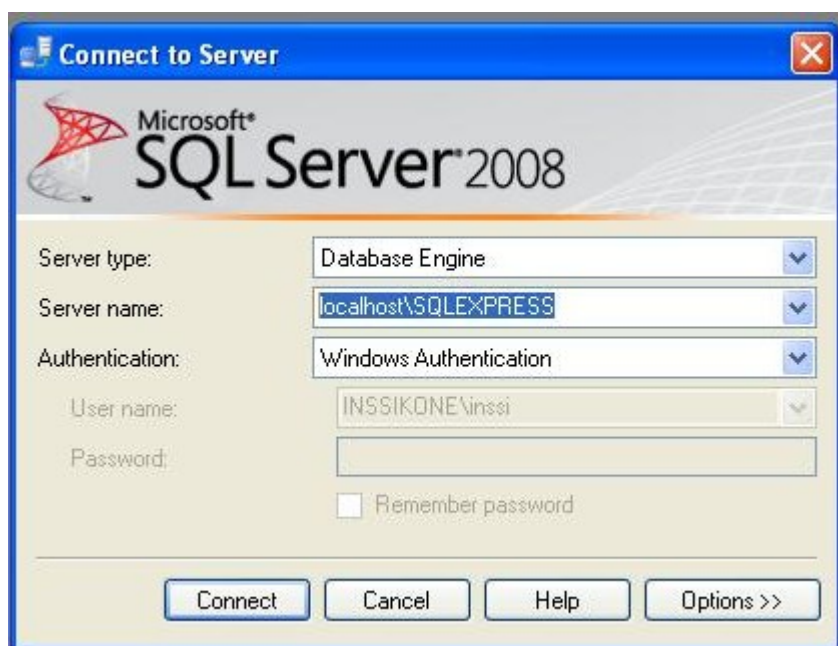 Connect to Server
Microsoft®
SQL Server® 2008
Server type: Database Engine
Server name: localhost\SQLEXPRESS
Authentication: Windows Authentication
User name: INSSIKONE\inssi
Password:
Remember password
Connect Cancel Help Options >>